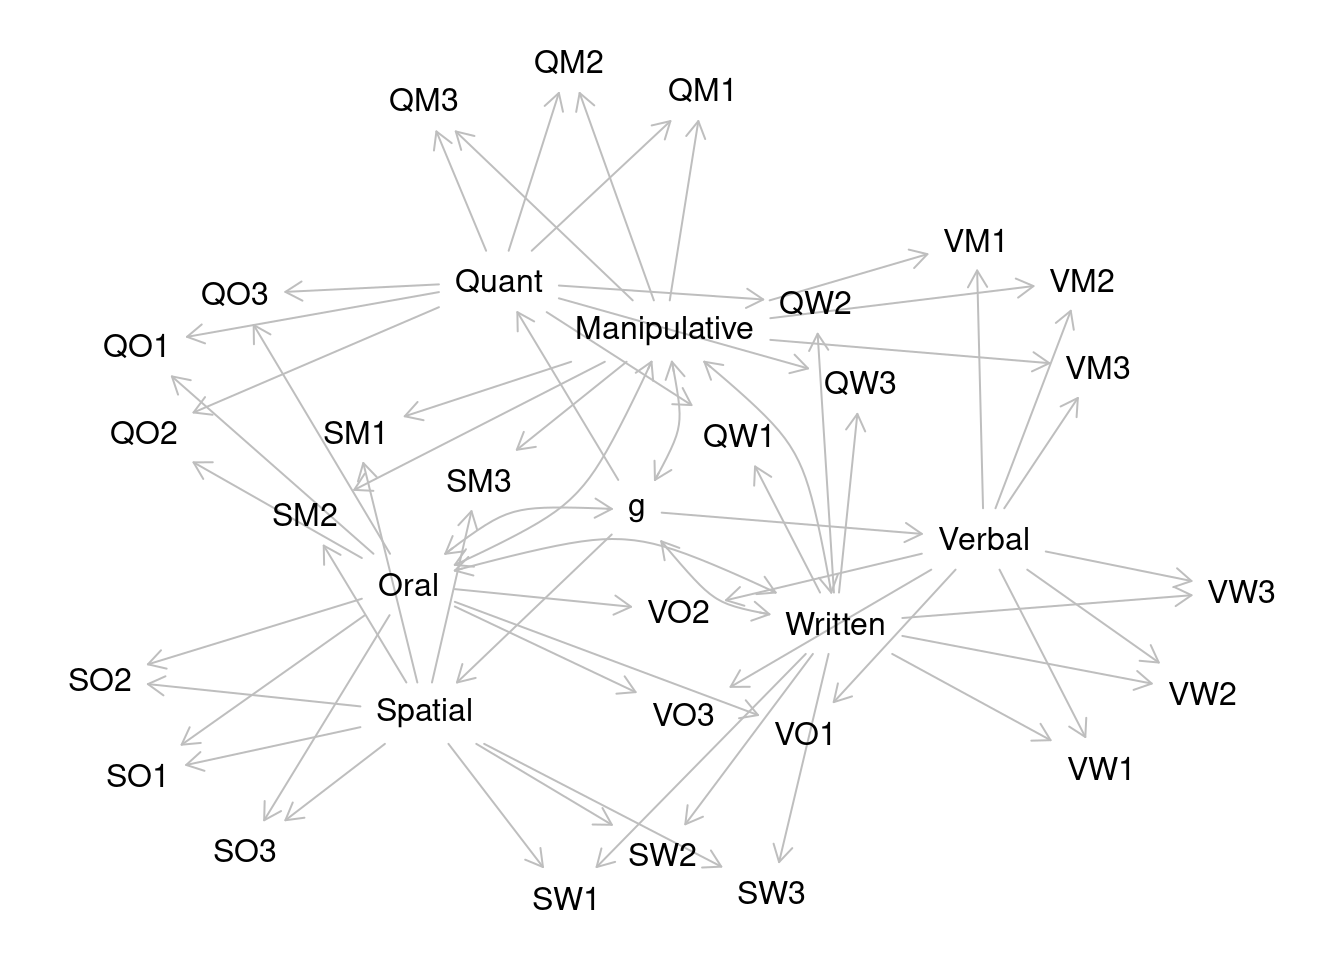 QM2
QM1
QM3
VM1
Quant
VM2
QO3
QW2
Manipulative
QO1
VM3
QW3
QO2
SM1
QW1
SM3
g
SM2
Verbal
Oral
VW3
VO2
Written
SO2
VW2
Spatial
VO3
VO1
VW1
SO1
SO3
SW2
SW3
SW1